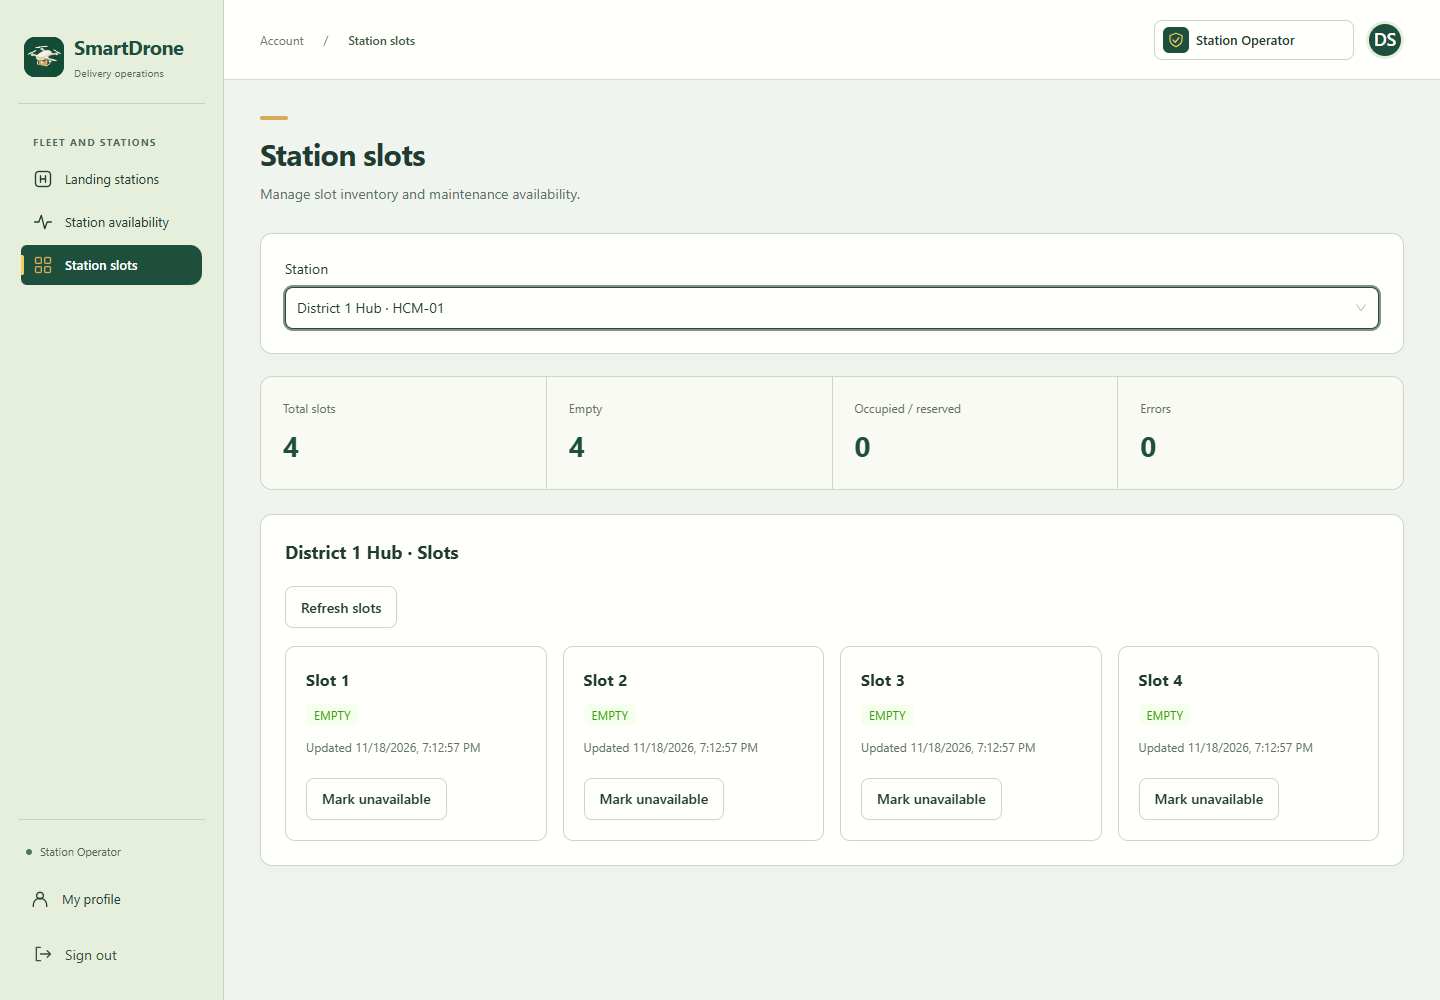 SmartDrone
Delivery operations
FLEET AND STATIONS
Landing stations
Station availability
Station slots
Station Operator
My profile
Sign out
Account / Station slots
Station Operator
DS
Station slots
Manage slot inventory and maintenance availability.
Station
District 1 Hub · HCM-01
Total slots
4
Empty
4
Occupied / reserved
0
Errors
0
District 1 Hub · Slots
Refresh slots
Slot 1
EMPTY
Updated 11/18/2026, 7:12:57 PM
Mark unavailable
Slot 2
EMPTY
Updated 11/18/2026, 7:12:57 PM
Mark unavailable
Slot 3
EMPTY
Updated 11/18/2026, 7:12:57 PM
Mark unavailable
Slot 4
EMPTY
Updated 11/18/2026, 7:12:57 PM
Mark unavailable